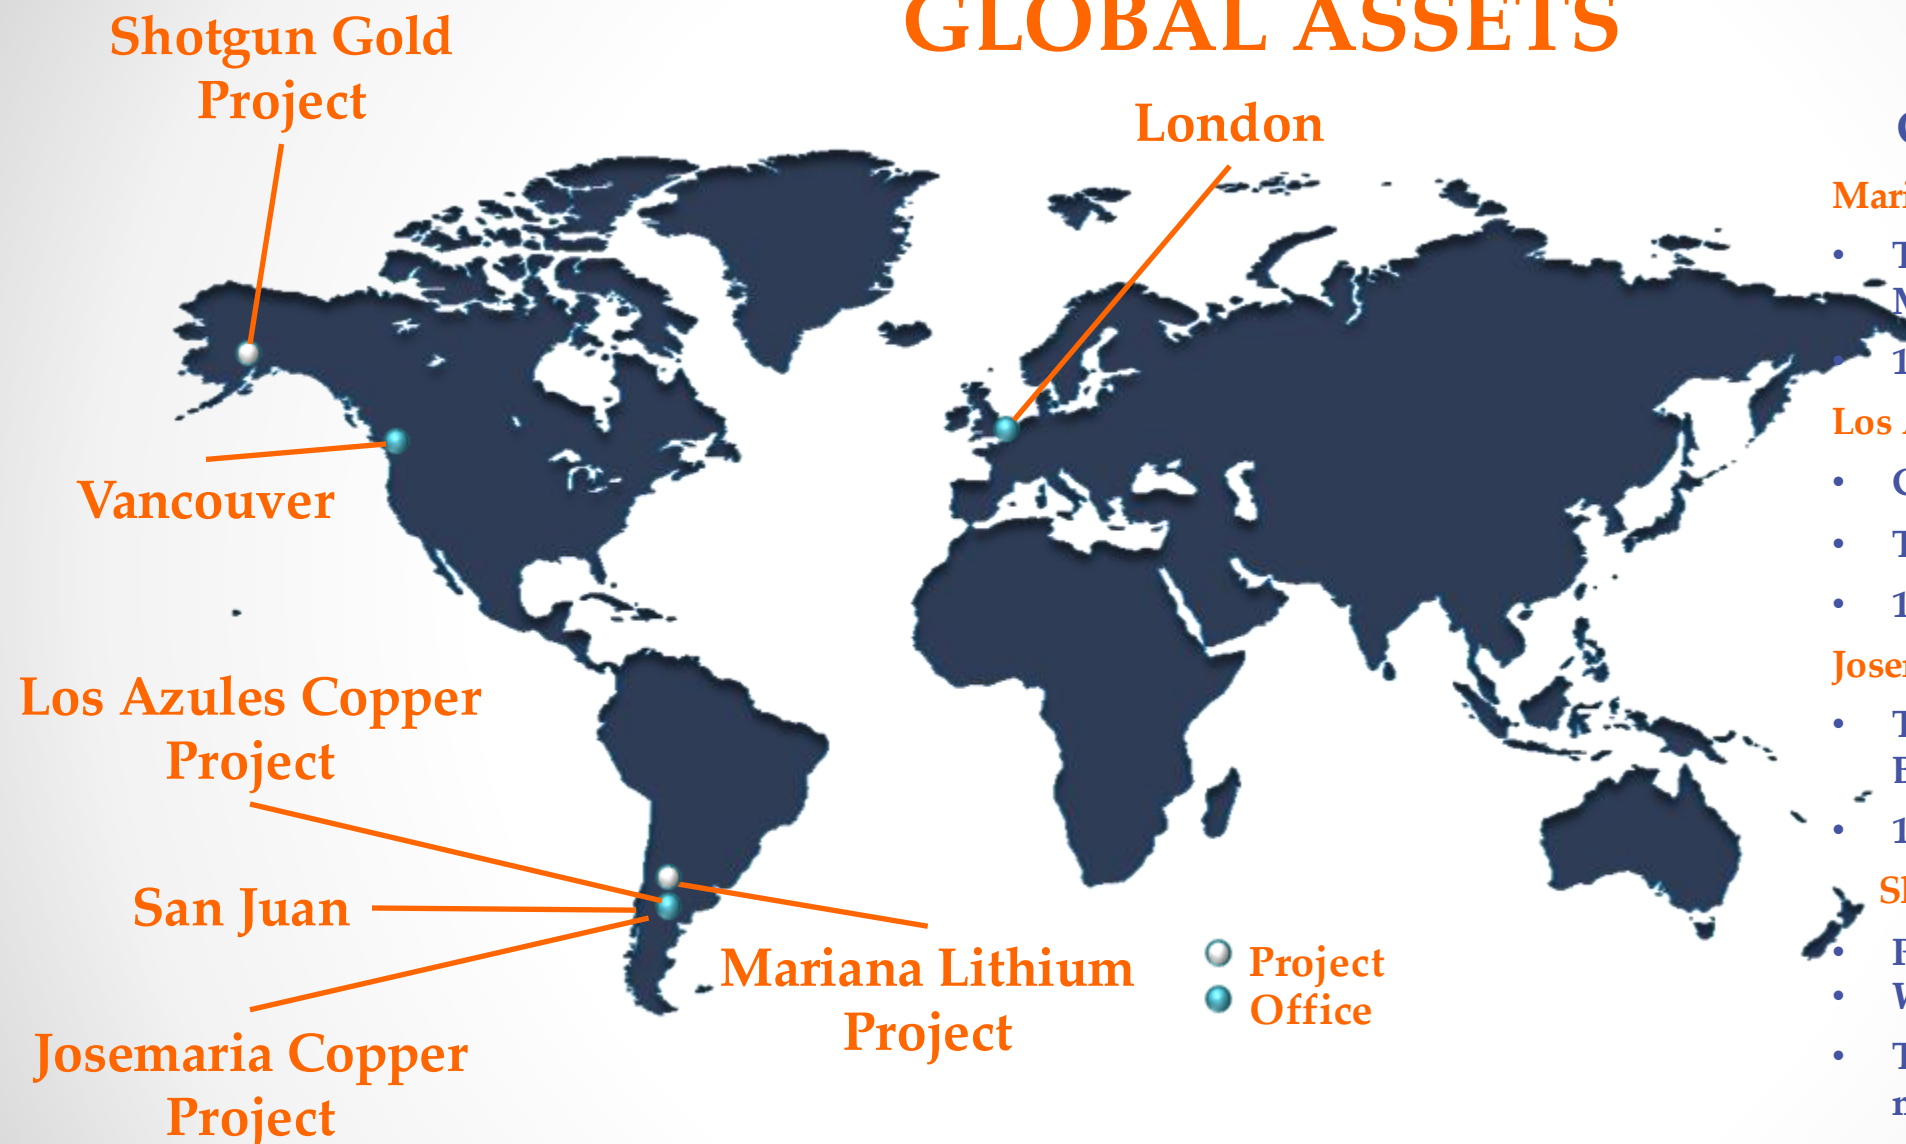 GLOBAL ASSETS
Shotgun Gold
Project
London
Vancouver
Los Azules Copper
Project
San Juan
Mariana Lithium
Project
Josemaria Copper
Project
Project
Office
Los